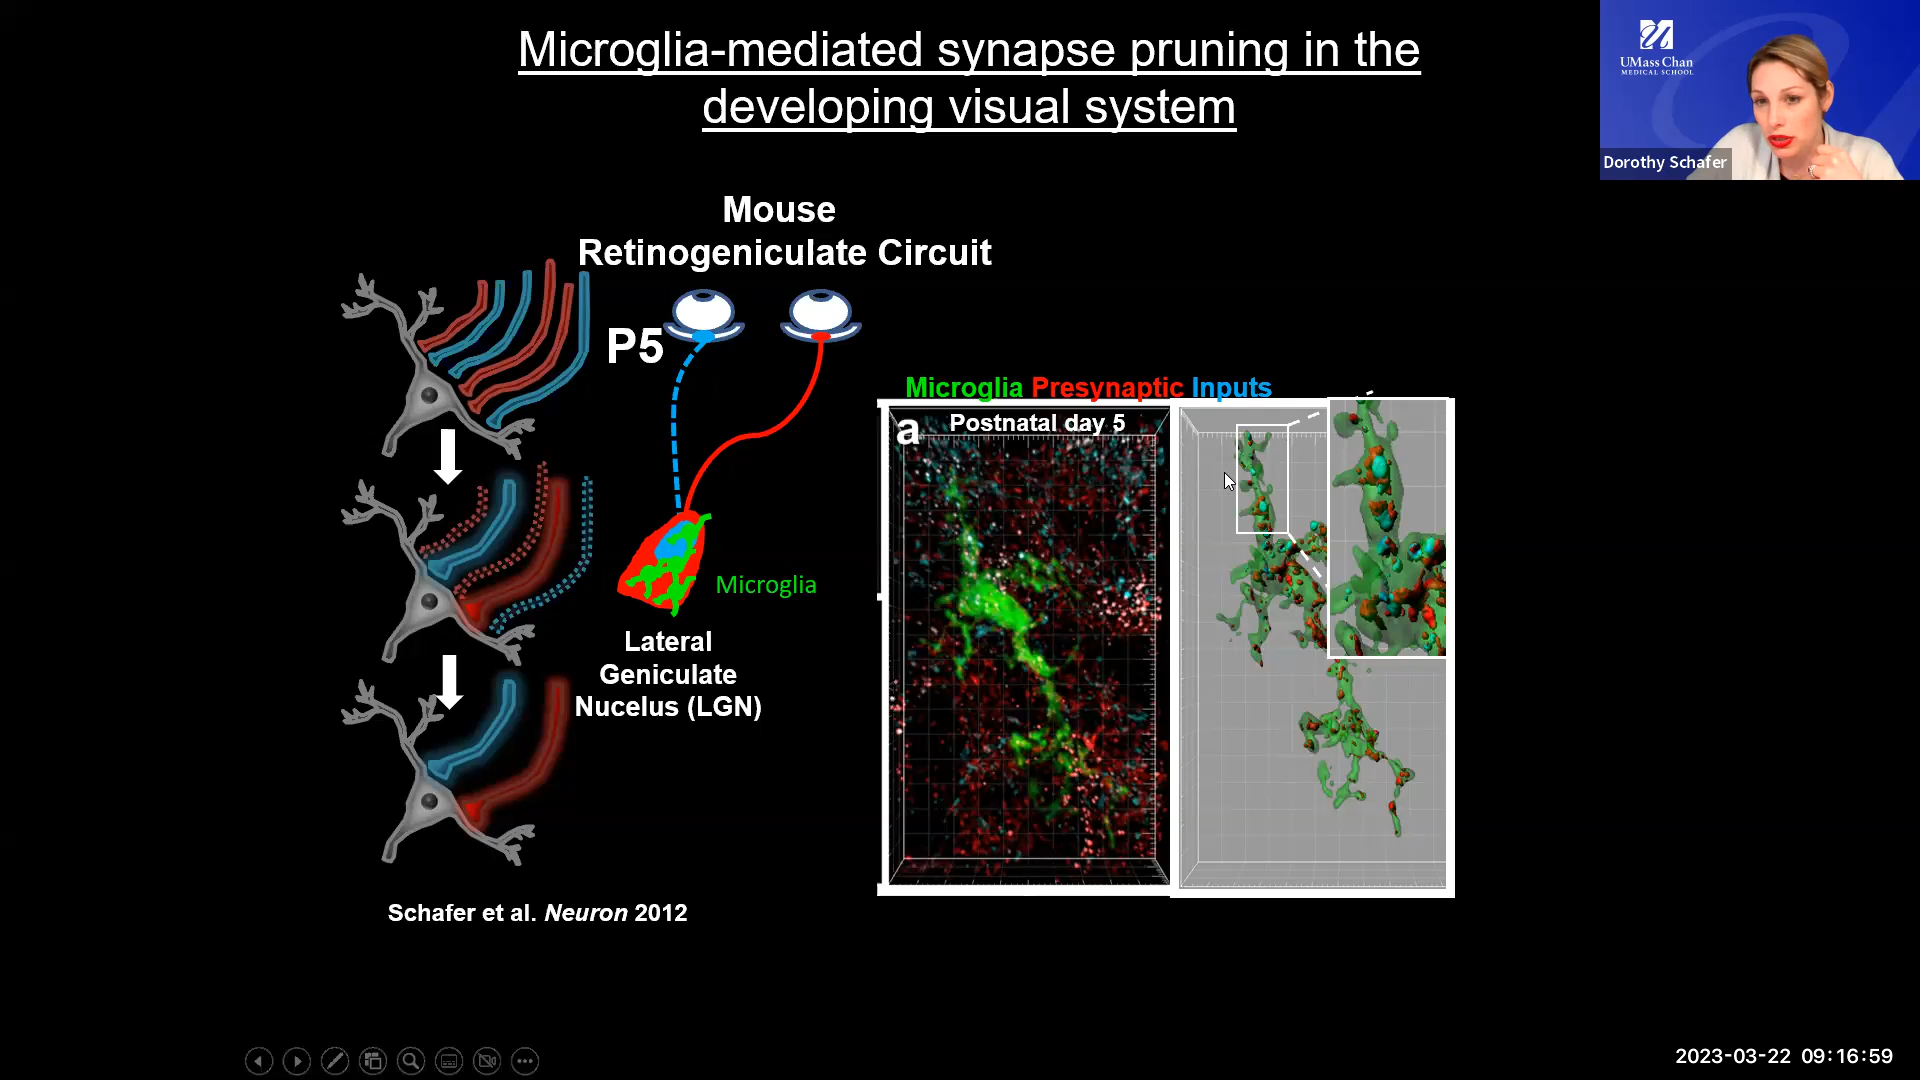 Microglia-mediated synapse pruning in the
developing visual system
UMass Chan
MEDICAL SCHOOL
Dorothy Schafer
Mouse
Retinogeniculate Circuit
P5
Microglia Presynaptic Inputs
a
Postnatal day 5
Microglia
Lateral
Geniculate
Nucelus (LGN)
Schafer et al. Neuron 2012
2023-03-22 09:16:59